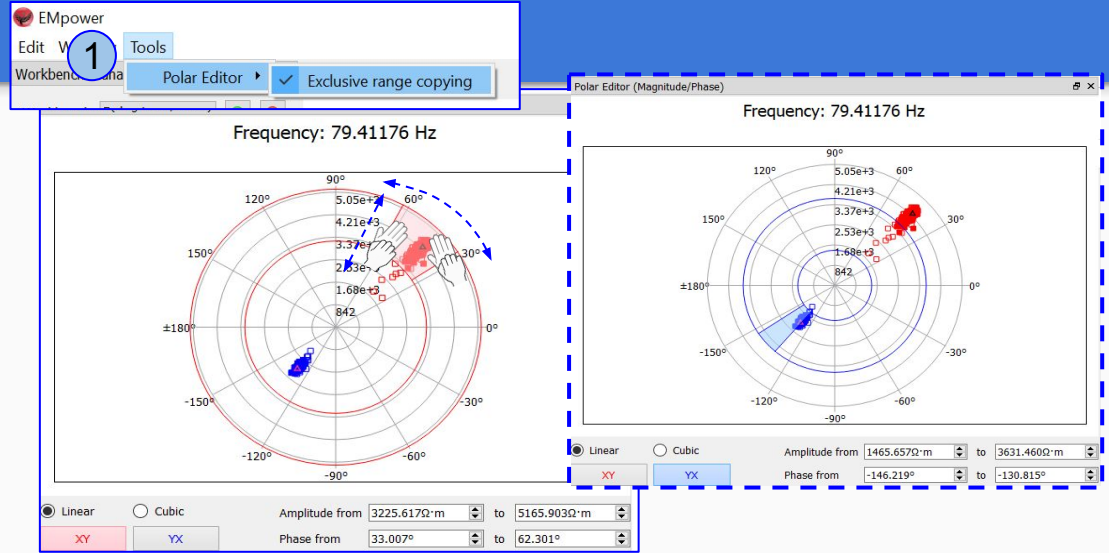 EMpower
Edit
Tools
1
Polar Editor
Exclusive range copying
Frequency: 79.41176 Hz
90°
120°
60°
150°
30°
±180°
0°
-150°
-30°
-120°
-60°
-90°
4.21e+3
1.68e+3
842
Linear
Cubic
Amplitude from 3225.617Ω·m to 5165.903Ω·m
XY
YX
Phase from 33.007° to 62.301°
Polar Editor (Magnitude/Phase)
Frequency: 79.41176 Hz
90°
120°
60°
150°
30°
±180°
0°
-150°
-30°
-120°
-60°
-90°
5.05e+3
4.21e+3
3.37e+3
2.53e+3
1.68e+3
842
Linear
Cubic
Amplitude from 1465.657Ω·m to 3631.460Ω·m
XY
YX
Phase from -146.219° to -130.815°